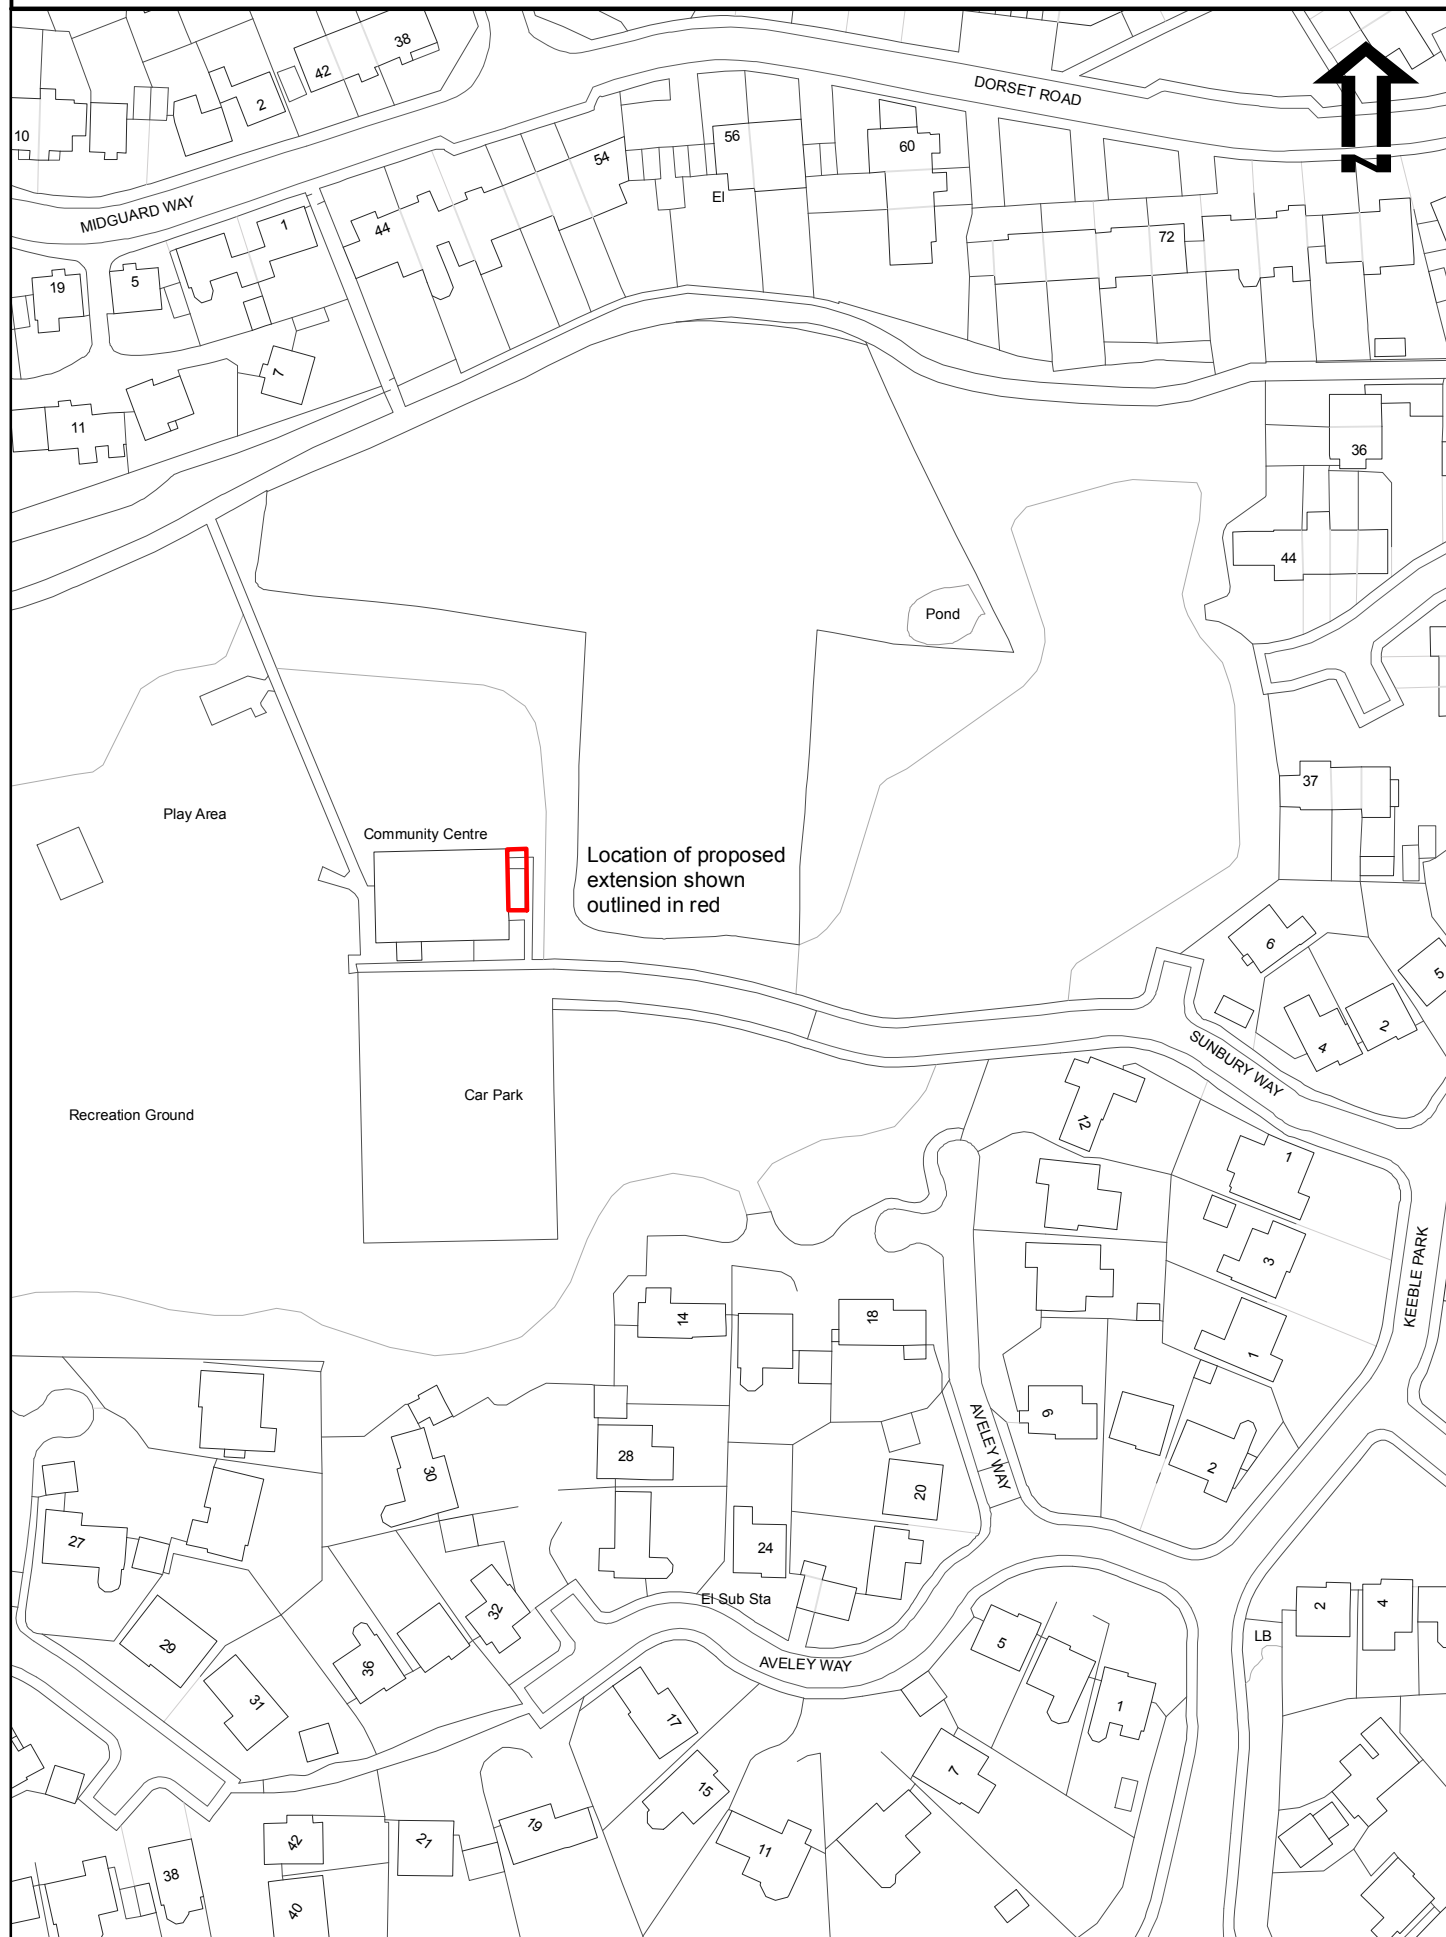 38
42
2
10
DORSET ROAD
N
56
60
54
El
MIDGUARD WAY
1
44
72
19
5
7
11
36
44
Pond
37
Play Area
Community Centre
Location of proposed
extension shown
outlined in red
6
5
4
2
SUNBURY WAY
Car Park
Recreation Ground
12
1
3
KEEBLE PARK
14
18
1
6
AVELEY WAY
2
28
30
20
27
24
El Sub Sta
32
2
4
LB
29
36
5
AVELEY WAY
31
17
1
15
7
42
21
19
11
38
40